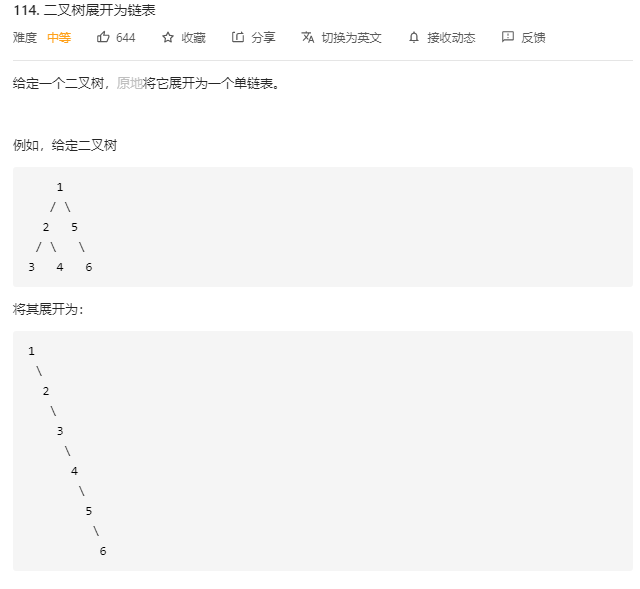 114. 二叉树展开为链表
难度 中等 644 收藏 分享 切换为英文 接收动态 反馈
给定一个二叉树，原地将它展开为一个单链表。
例如，给定二叉树
1
/ \
2 5
/ \ \
3 4 6
将其展开为：
1
\
2
\
3
\
4
\
5
\
6